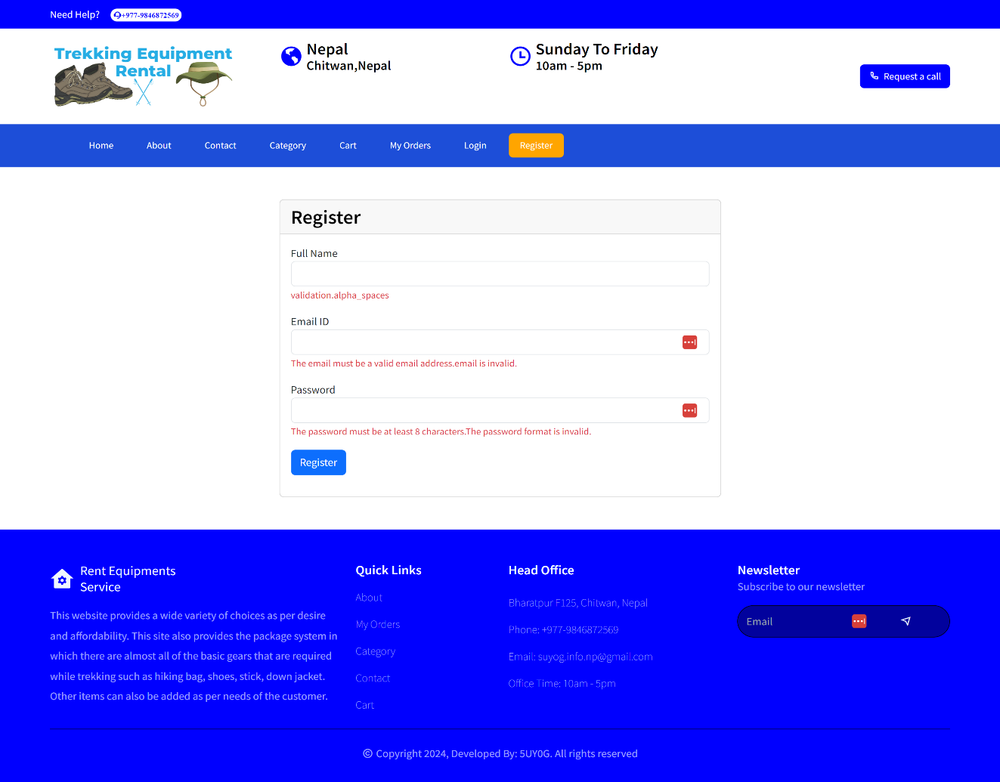 Need Help?
+977-9846872569
Trekking Equipment
Rental
Nepal
Chitwan,Nepal
Sunday To Friday
10am - 5pm
Request a call
Home
About
Contact
Category
Cart
My Orders
Login
Register
Register
Full Name
validation.alpha_spaces
Email ID
The email must be a valid email address.email is invalid.
Password
The password must be at least 8 characters.The password format is invalid.
Register
Rent Equipments
Service
This website provides a wide variety of choices as per desire
and affordability. This site also provides the package system in
which there are almost all of the basic gears that are required
while trekking such as hiking bag, shoes, stick, down jacket.
Other items can also be added as per needs of the customer.
Quick Links
About
My Orders
Category
Contact
Cart
Head Office
Bharatpur F125, Chitwan, Nepal
Phone: +977-9846872569
Email: suyog.info.np@gmail.com
Office Time: 10am - 5pm
Newsletter
Subscribe to our newsletter
Email
© Copyright 2024, Developed By: 5UY0G. All rights reserved